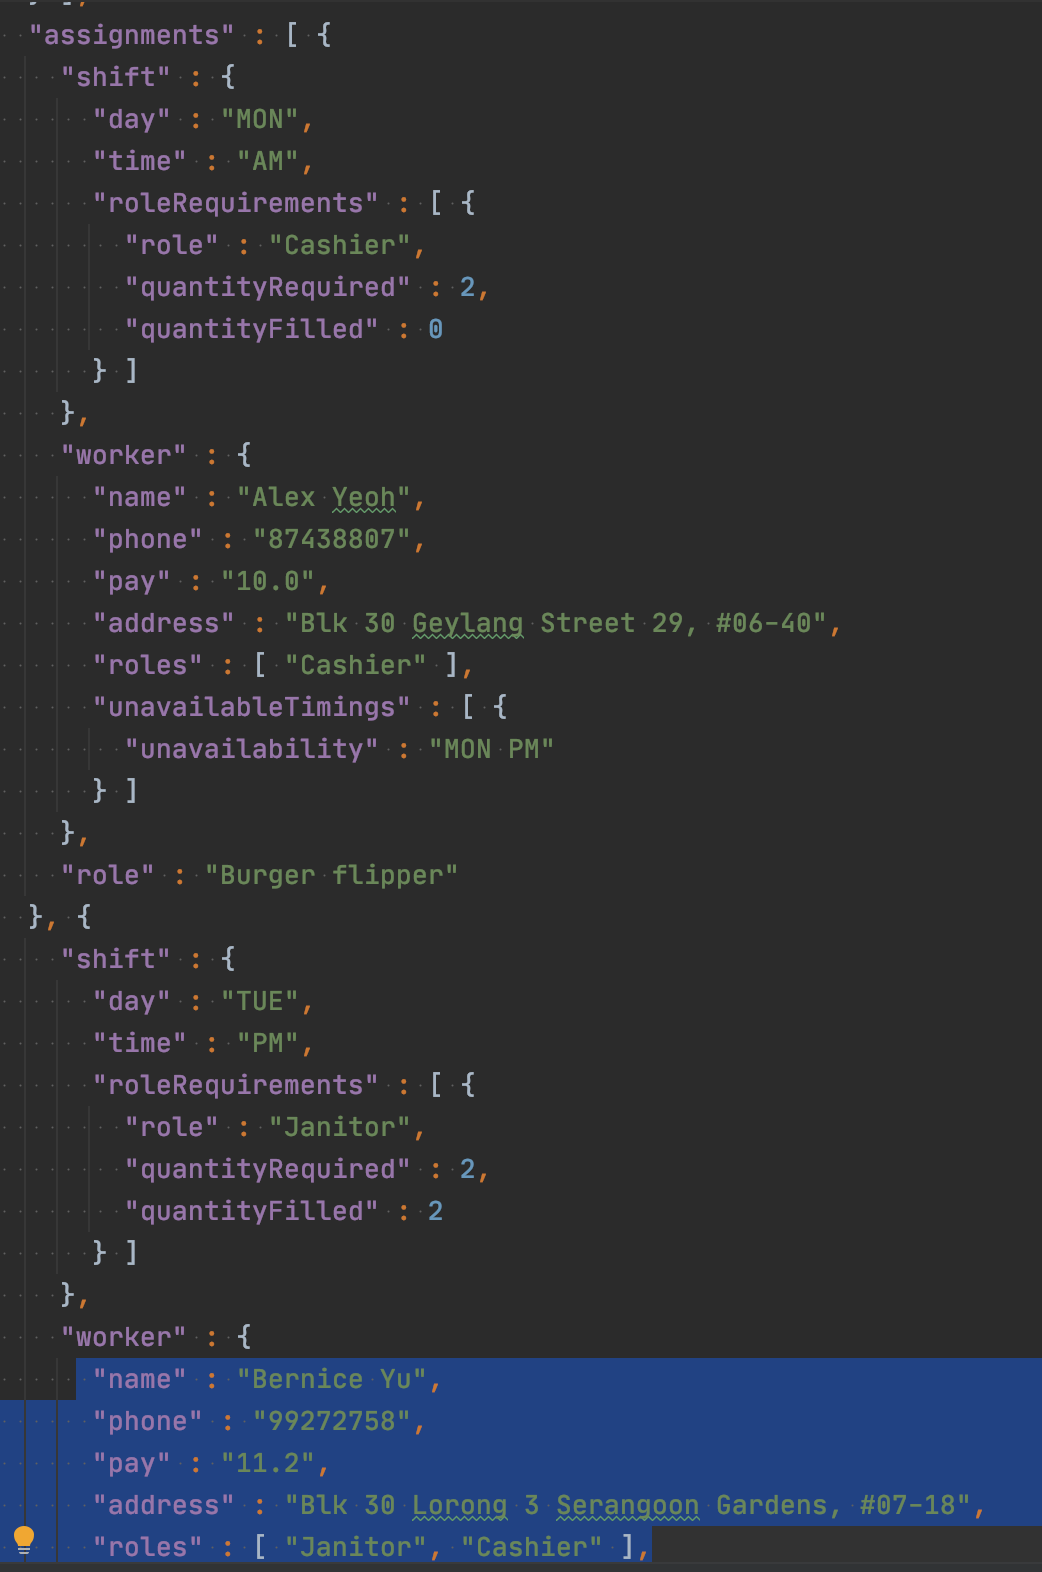 "assignments" : [ {
"shift" : {
"day" : "MON",
"time" : "AM",
"roleRequirements" : [ {
"role" : "Cashier",
"quantityRequired" : 2,
"quantityFilled" : 0
} ]
},
"worker" : {
"name" : "Alex Yeoh",
"phone" : "87438807",
"pay" : "10.0",
"address" : "Blk 30 Geylang Street 29, #06-40",
"roles" : [ "Cashier" ],
"unavailableTimings" : [ {
"unavailability" : "MON PM"
} ]
},
"role" : "Burger flipper"
}, {
"shift" : {
"day" : "TUE",
"time" : "PM",
"roleRequirements" : [ {
"role" : "Janitor",
"quantityRequired" : 2,
"quantityFilled" : 2
} ]
},
"worker" : {
"name" : "Bernice Yu",
"phone" : "99272758",
"pay" : "11.2",
"address" : "Blk 30 Lorong 3 Serangoon Gardens, #07-18",
"roles" : [ "Janitor", "Cashier" ],